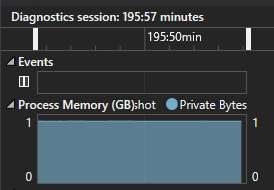 Diagnostics session: 195:57 minutes
195:50min
Events
Process Memory (GB):shot Private Bytes
1 1
0 0